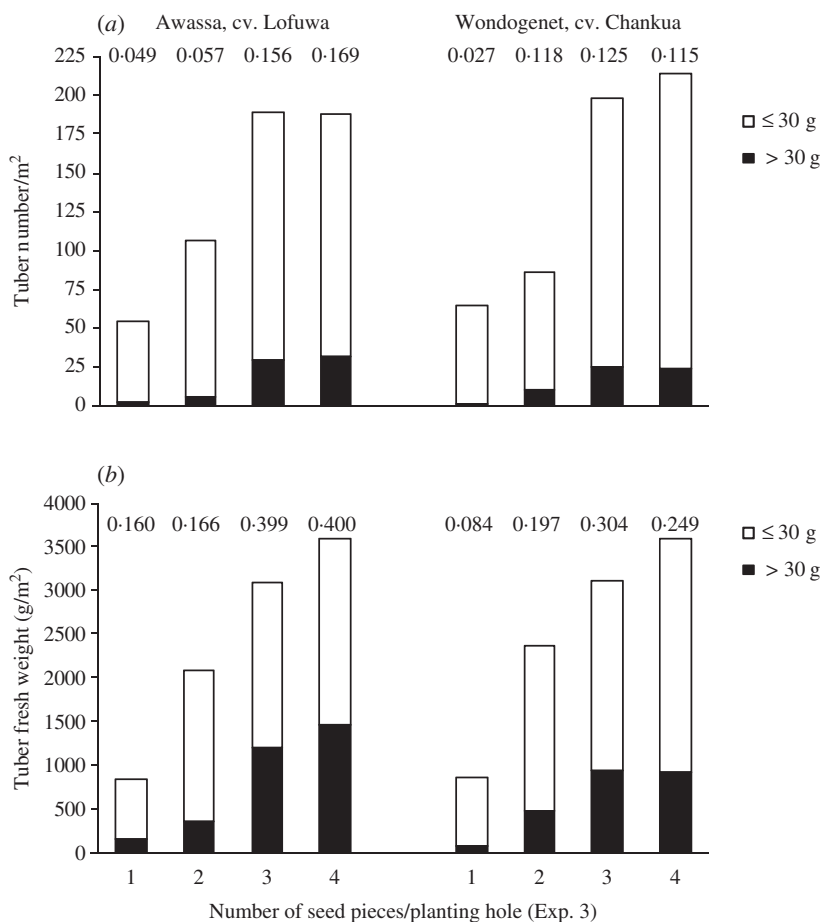 (a)
Awassa, cv. Lofuwa
Wondogenet, cv. Chankua
0·049 0·057 0·156 0·169
0·027 0·118 0·125 0·115
225
200
175
150
125
100
75
50
25
0
Tuber number/m²
≤ 30 g
> 30 g
(b)
0·160 0·166 0·399 0·400
0·084 0·197 0·304 0·249
4000
3500
3000
2500
2000
1500
1000
500
0
Tuber fresh weight (g/m²)
≤ 30 g
> 30 g
1 2 3 4
1 2 3 4
Number of seed pieces/planting hole (Exp. 3)